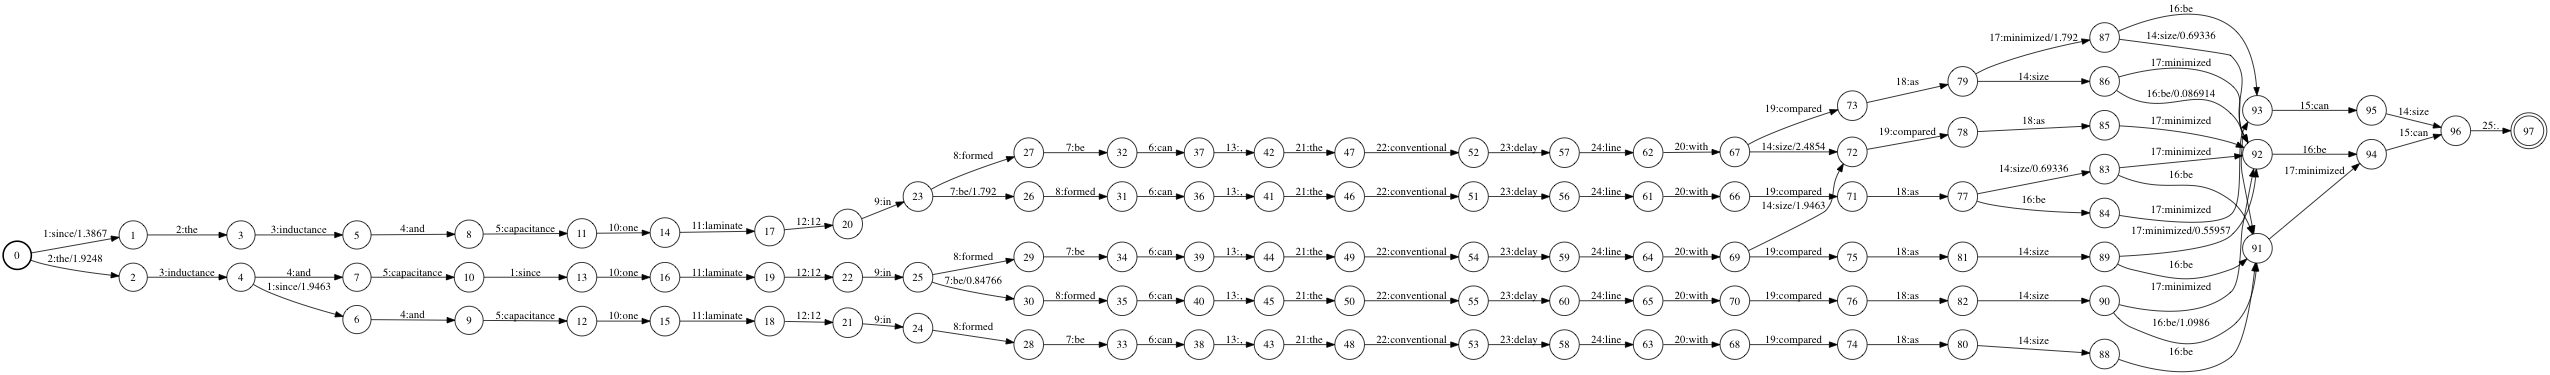 16:be
87
17:minimized/1.792
14:size/0.69336
17:minimized
18:as
79
14:size
86
16:be/0.086914
19:compared
73
93
15:can
95
14:size
18:as
85
17:minimized
15:can
96
25:.
97
19:compared
78
8:formed
27
7:be
32
6:can
37
13:,
42
21:the
47
22:conventional
52
23:delay
57
24:line
62
20:with
67
14:size/2.4854
72
17:minimized
92
16:be
94
14:size/0.69336
83
16:be
17:minimized
9:in
23
7:be/1.792
26
8:formed
31
6:can
36
13:,
41
21:the
46
22:conventional
51
23:delay
56
24:line
61
20:with
66
19:compared
71
18:as
77
16:be
84
17:minimized
14:size/1.9463
1:since/1.3867
1
2:the
3
3:inductance
5
4:and
8
5:capacitance
11
10:one
14
11:laminate
17
12:12
20
17:minimized/0.55957
91
0
2:the/1.9248
2
3:inductance
4
4:and
7
5:capacitance
10
1:since
13
10:one
16
11:laminate
19
12:12
22
9:in
25
8:formed
29
7:be
34
6:can
39
13:,
44
21:the
49
22:conventional
54
23:delay
59
24:line
64
20:with
69
19:compared
75
18:as
81
14:size
89
16:be
1:since/1.9463
7:be/0.84766
30
8:formed
35
6:can
40
13:,
45
21:the
50
22:conventional
55
23:delay
60
24:line
65
20:with
70
19:compared
76
18:as
82
14:size
90
17:minimized
16:be/1.0986
6
4:and
9
5:capacitance
12
10:one
15
11:laminate
18
12:12
21
9:in
24
8:formed
28
7:be
33
6:can
38
13:,
43
21:the
48
22:conventional
53
23:delay
58
24:line
63
20:with
68
19:compared
74
18:as
80
14:size
88
16:be